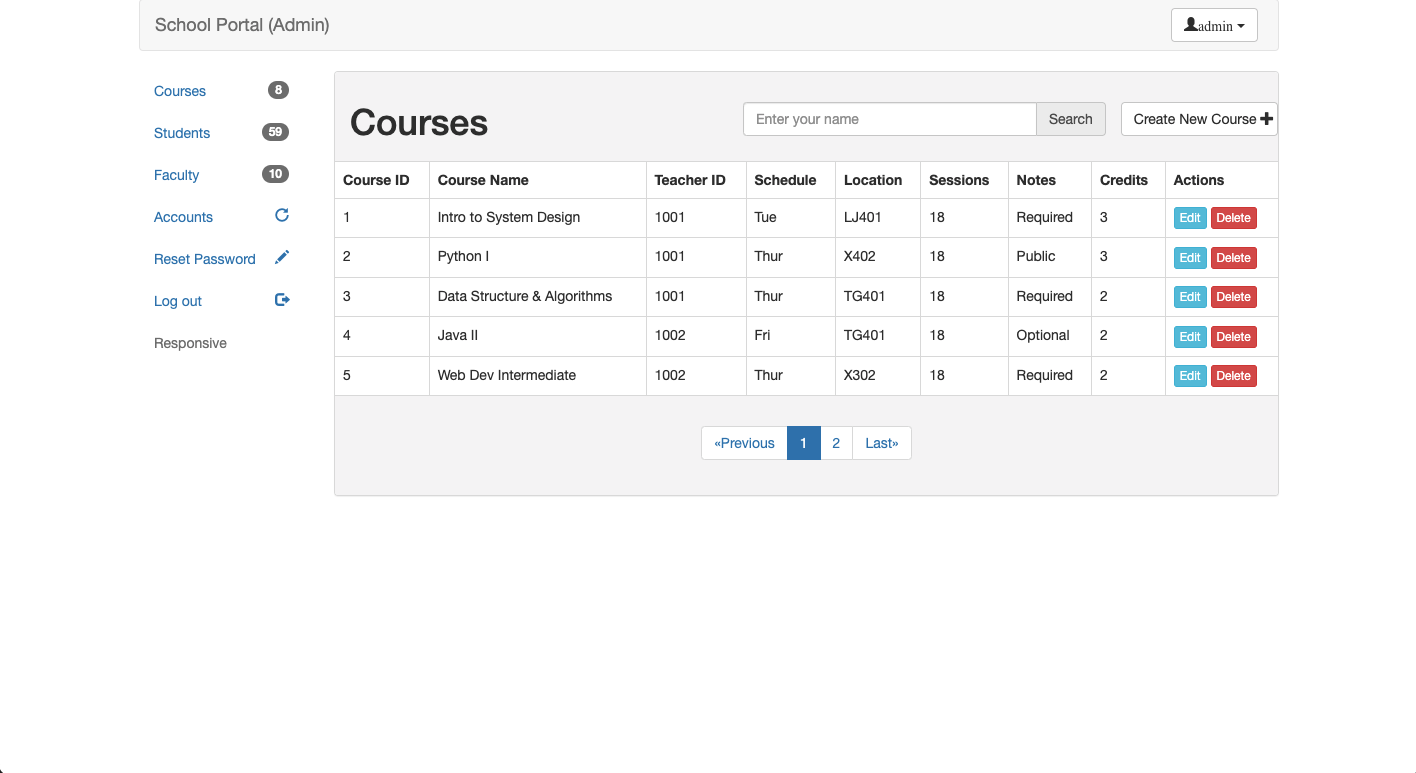 School Portal (Admin) admin
Courses 8
Students 59
Faculty 10
Accounts
Reset Password
Log out
Responsive
Courses Enter your name Search Create New Course
Course ID Course Name Teacher ID Schedule Location Sessions Notes Credits Actions
1 Intro to System Design 1001 Tue LJ401 18 Required 3 Edit Delete
2 Python I 1001 Thur X402 18 Public 3 Edit Delete
3 Data Structure & Algorithms 1001 Thur TG401 18 Required 2 Edit Delete
4 Java II 1002 Fri TG401 18 Optional 2 Edit Delete
5 Web Dev Intermediate 1002 Thur X302 18 Required 2 Edit Delete
«Previous 1 2 Last»